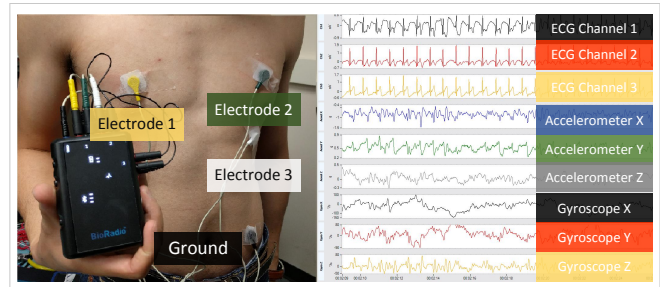 Electrode 1
Electrode 2
Electrode 3
Ground
BioRadio
ECG Channel 1
ECG Channel 2
ECG Channel 3
Accelerometer X
Accelerometer Y
Accelerometer Z
Gyroscope X
Gyroscope Y
Gyroscope Z